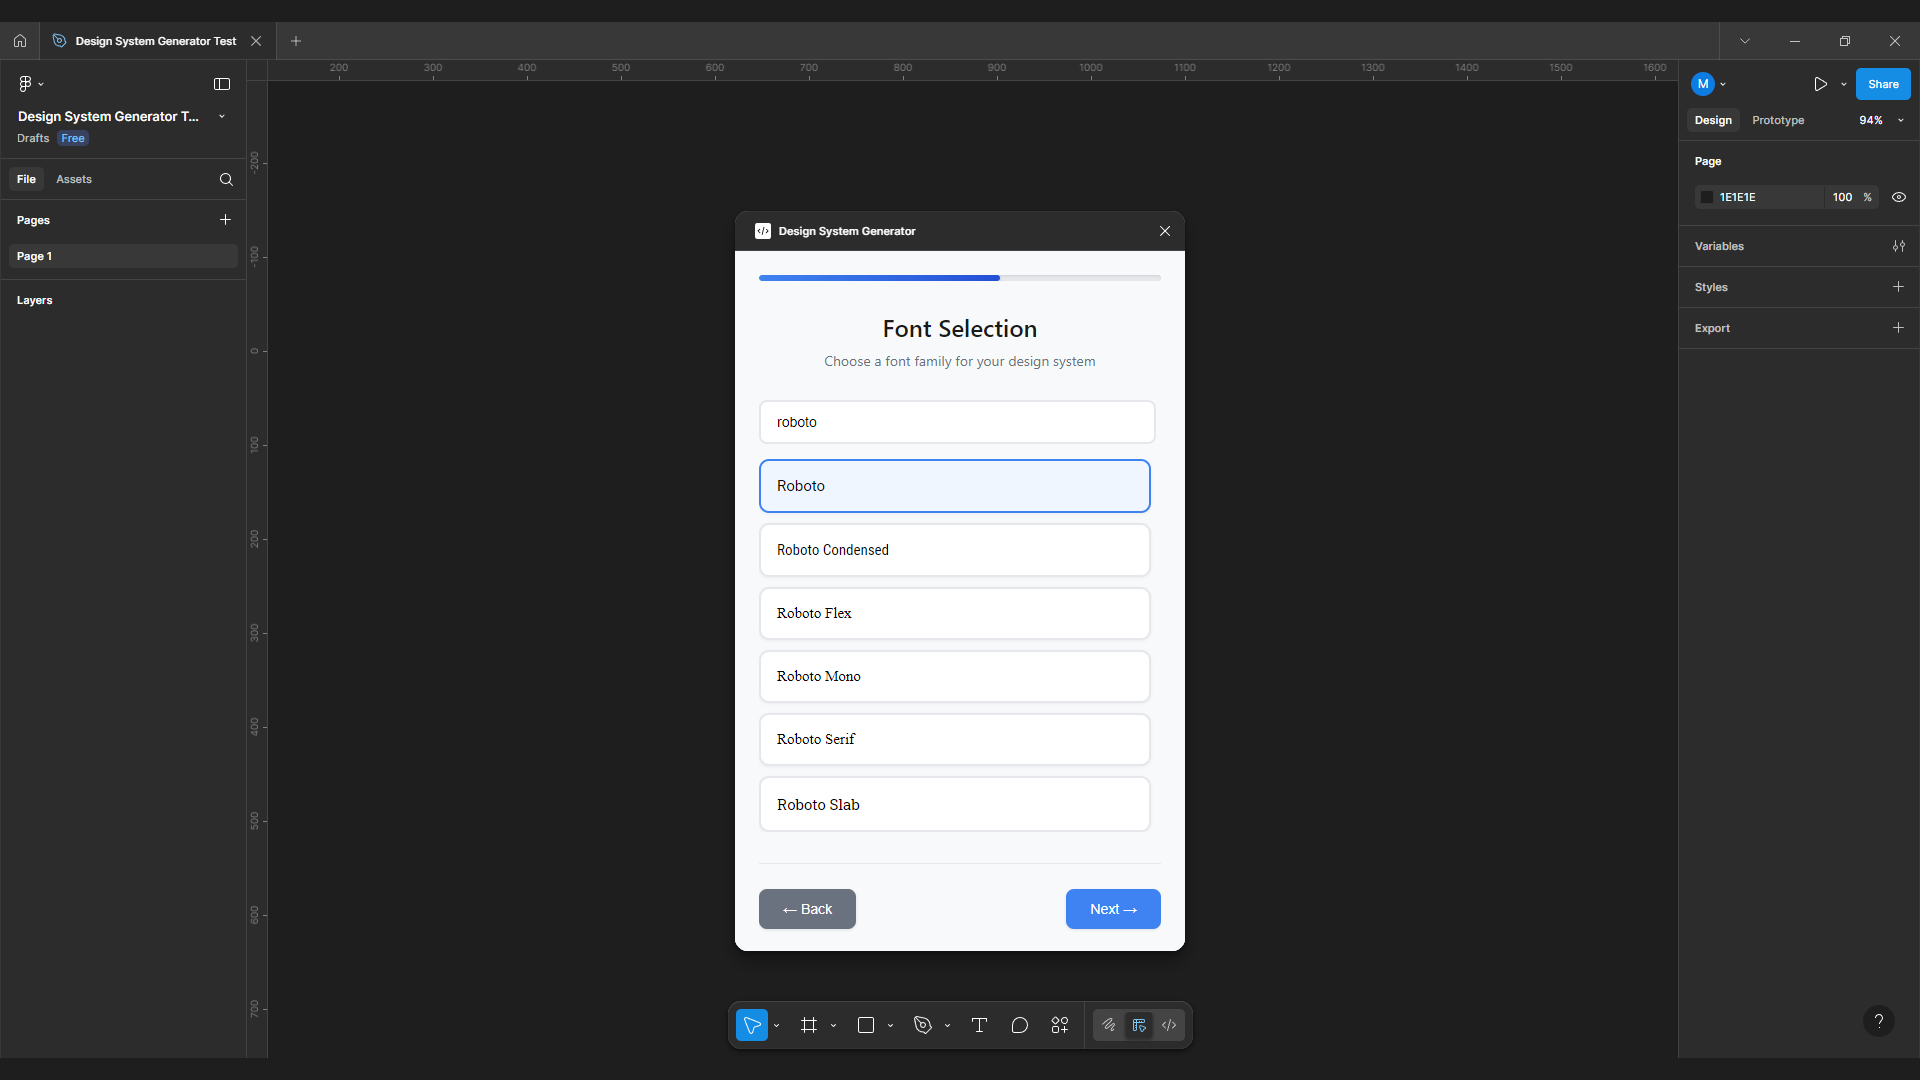 Design System Generator Test
200 300 400 500 600 700 800 900 1000 1100 1200 1300 1400 1500 1600
Design System Generator T...
Drafts Free
File Assets
Pages
Page 1
Layers
-200
-100
0
100
200
300
400
500
600
700
Design System Generator
Font Selection
Choose a font family for your design system
roboto
Roboto
Roboto Condensed
Roboto Flex
Roboto Mono
Roboto Serif
Roboto Slab
← Back
Next →
M
Share
Design Prototype 94%
Page
1E1E1E 100 %
Variables
Styles
Export
?